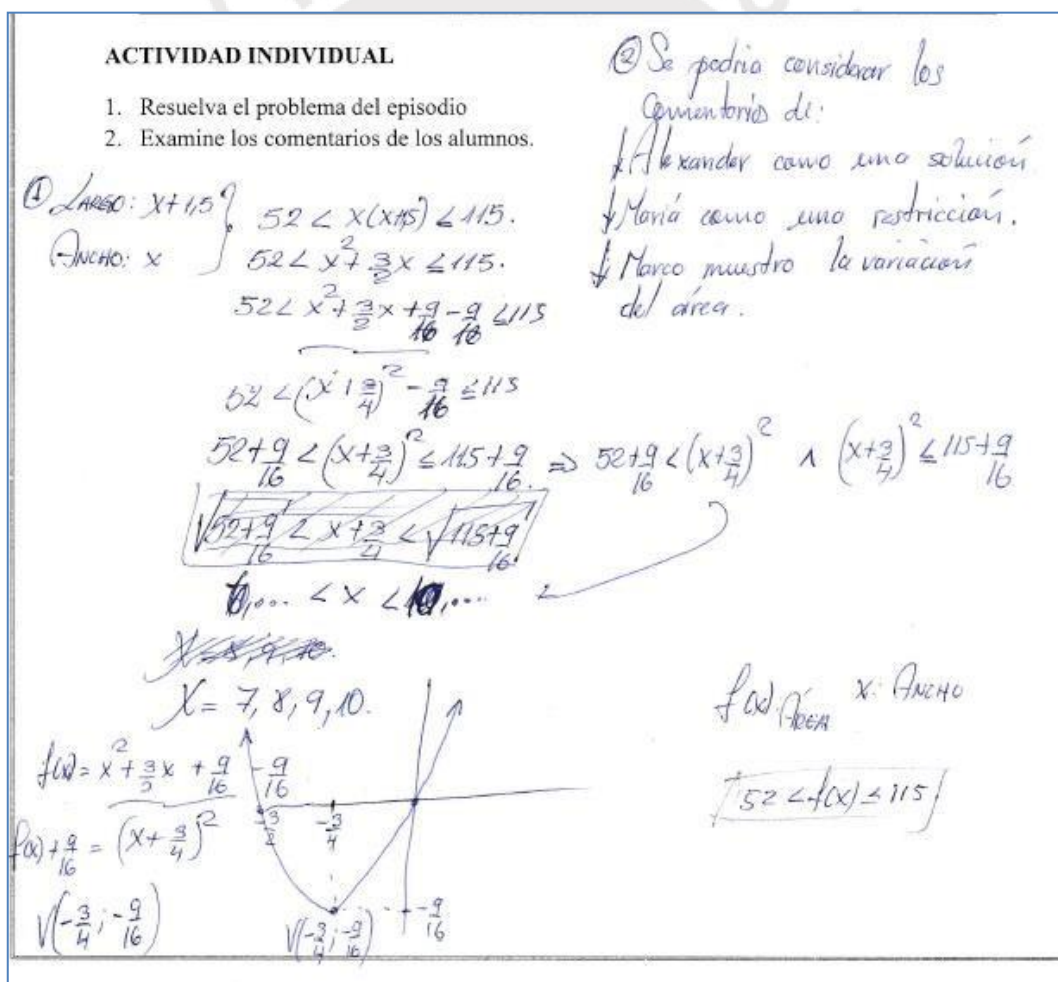 ACTIVIDAD INDIVIDUAL
1. Resuelva el problema del episodio
2. Examine los comentarios de los alumnos.
② Se podria considerar los
Comentarios de:
Alexander como una solución
María como una restricción.
Marco muestra la variación
del área.
① LARGO: X+1,5
ANCHO: X
52 < X(X+1,5) ≤ 115.
52 < x² + 3/2 x ≤ 115.
52 < x² + 3/2 x + 9/16 - 9/16 ≤ 115
52 < (x + 3/4)² - 9/16 ≤ 115
52 + 9/16 < (x + 3/4)² ≤ 115 + 9/16. ⇒ 52 + 9/16 < (x + 3/4)² ∧ (x + 3/4)² ≤ 115 + 9/16
√52 + 9/16 < x + 3/4 < √115 + 9/16
6,... < x < 10,...
X = 7, 8, 9, 10.
f(x): ÁREA X: ANCHO
52 < f(x) ≤ 115
f(x) = x² + 3/2 x + 9/16 - 9/16
f(x) + 9/16 = (x + 3/4)²
V(-3/4 ; -9/16)
-3/2
-3/4
-9/16
V(-3/4 ; -9/16)